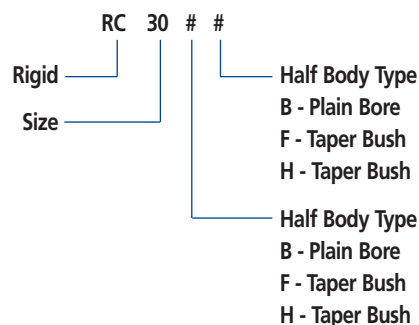 RC 30 # #
Rigid
Size
Half Body Type
B - Plain Bore
F - Taper Bush
H - Taper Bush
Half Body Type
B - Plain Bore
F - Taper Bush
H - Taper Bush